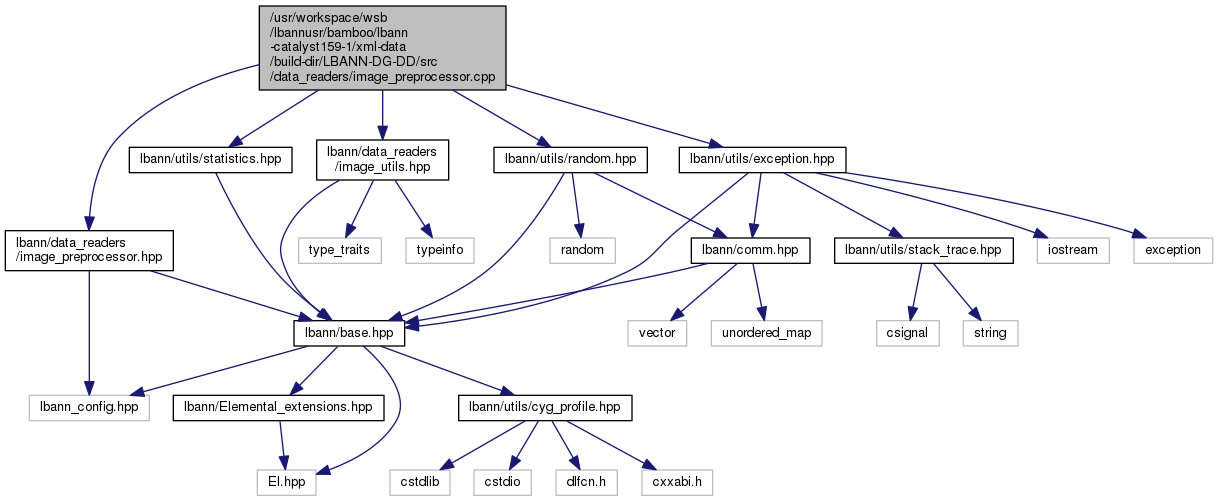 /usr/workspace/wsb
/lbannusr/bamboo/lbann
-catalyst159-1/xml-data
/build-dir/LBANN-DG-DD/src
/data_readers/image_preprocessor.cpp
lbann/utils/statistics.hpp
lbann/data_readers
/image_utils.hpp
lbann/utils/random.hpp
lbann/utils/exception.hpp
lbann/data_readers
/image_preprocessor.hpp
type_traits
typeinfo
random
lbann/comm.hpp
lbann/utils/stack_trace.hpp
iostream
exception
lbann/base.hpp
vector
unordered_map
csignal
string
lbann_config.hpp
lbann/Elemental_extensions.hpp
lbann/utils/cyg_profile.hpp
El.hpp
cstdlib
cstdio
dlfcn.h
cxxabi.h